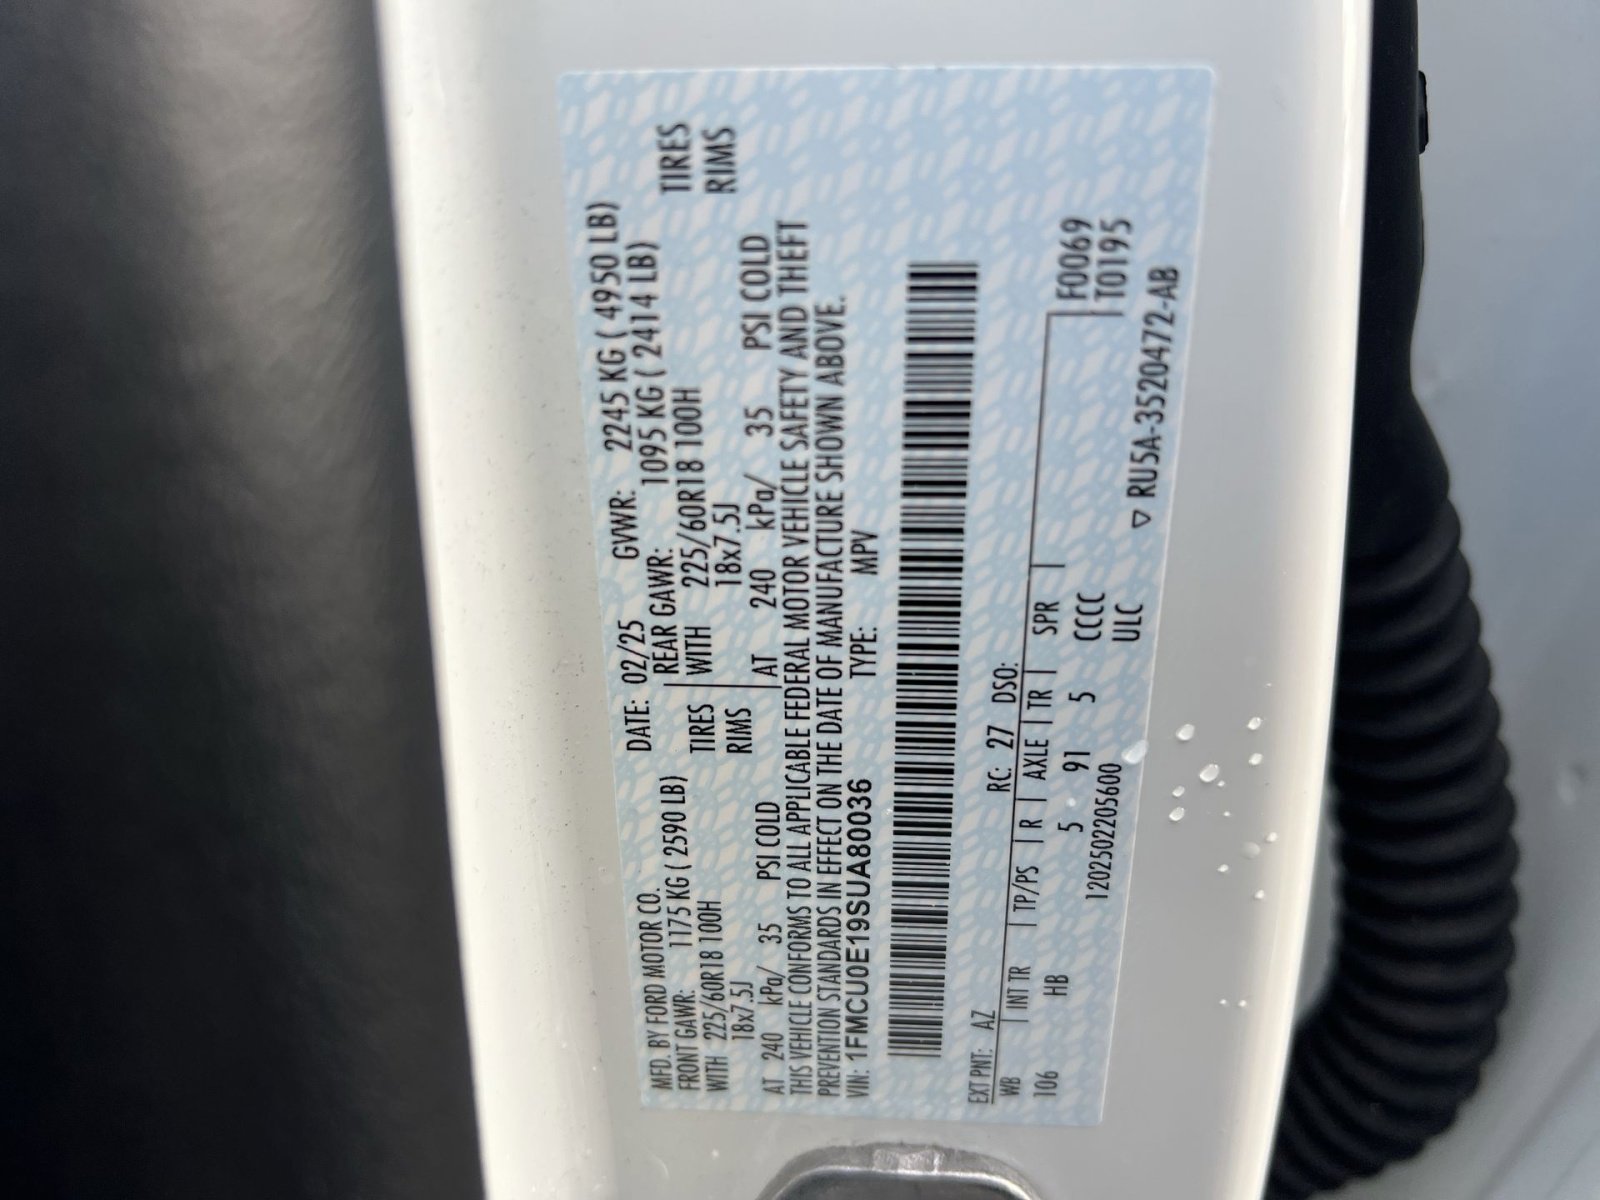 MFD. BY FORD MOTOR CO. DATE: 02/25 GVWR: 2245 KG ( 4950 LB)
FRONT GAWR: 1175 KG ( 2590 LB) REAR GAWR: 1095 KG ( 2414 LB)
WITH 225/60R18 100H TIRES WITH 225/60R18 100H TIRES
18x7.5J RIMS 18x7.5J RIMS
AT 240 kPa/ 35 PSI COLD AT 240 kPa/ 35 PSI COLD
THIS VEHICLE CONFORMS TO ALL APPLICABLE FEDERAL MOTOR VEHICLE SAFETY AND THEFT
PREVENTION STANDARDS IN EFFECT ON THE DATE OF MANUFACTURE SHOWN ABOVE.
VIN: 1FMCU0E19SUA80036 TYPE: MPV
EXT PNT: AZ RC: 27 DSO: F0069
WB INT TR TP/PS R AXLE TR SPR T0195
106 HB 5 91 5 CCCC
1202502205600 ULC ▽ RU5A-3520472-AB